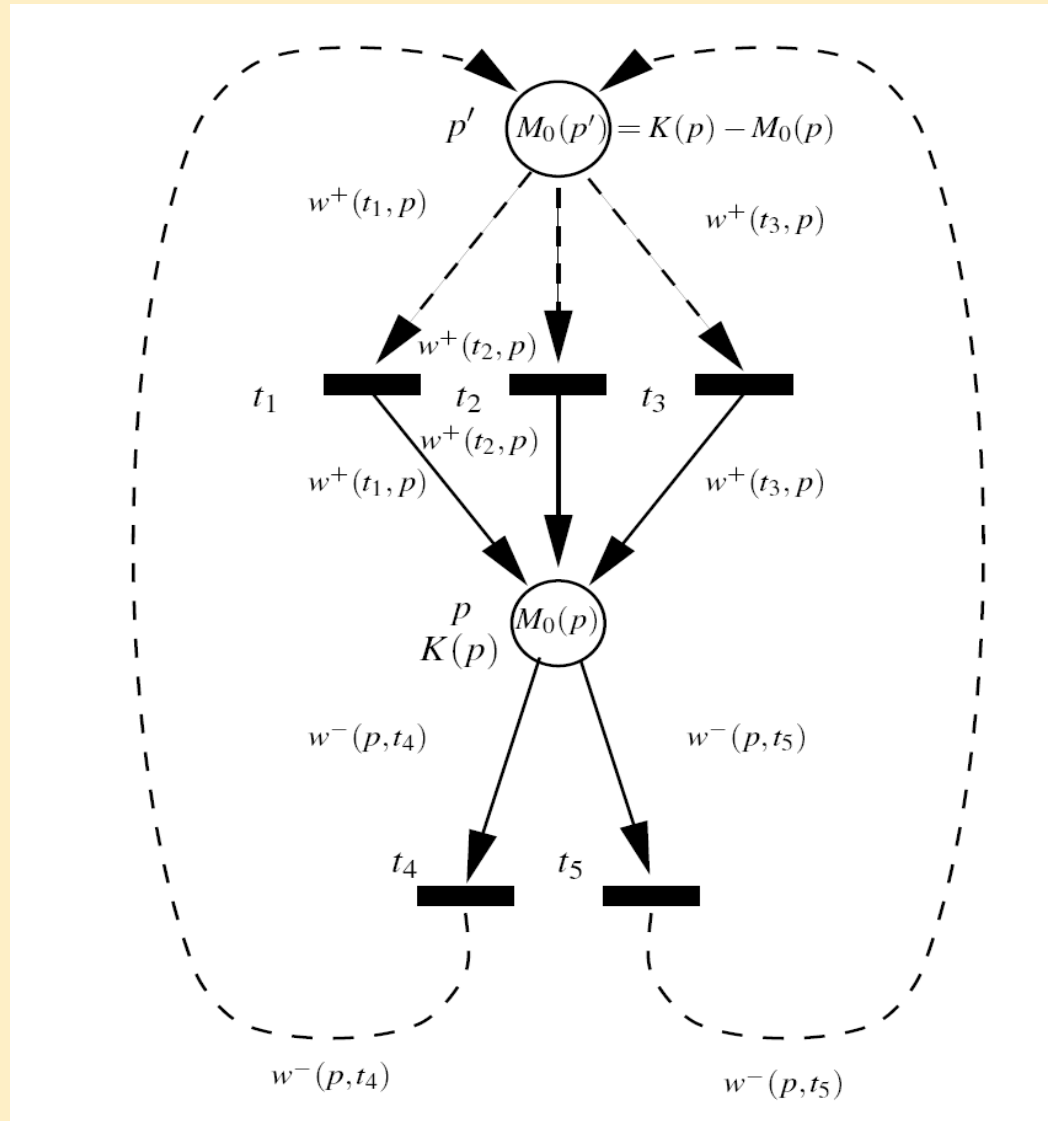 p′ M₀(p′) = K(p) − M₀(p)
w⁺(t₁, p)
w⁺(t₃, p)
w⁺(t₂, p)
t₁ t₂ t₃
w⁺(t₂, p)
w⁺(t₁, p) w⁺(t₃, p)
p M₀(p)
K(p)
w⁻(p, t₄) w⁻(p, t₅)
t₄ t₅
w⁻(p, t₄) w⁻(p, t₅)